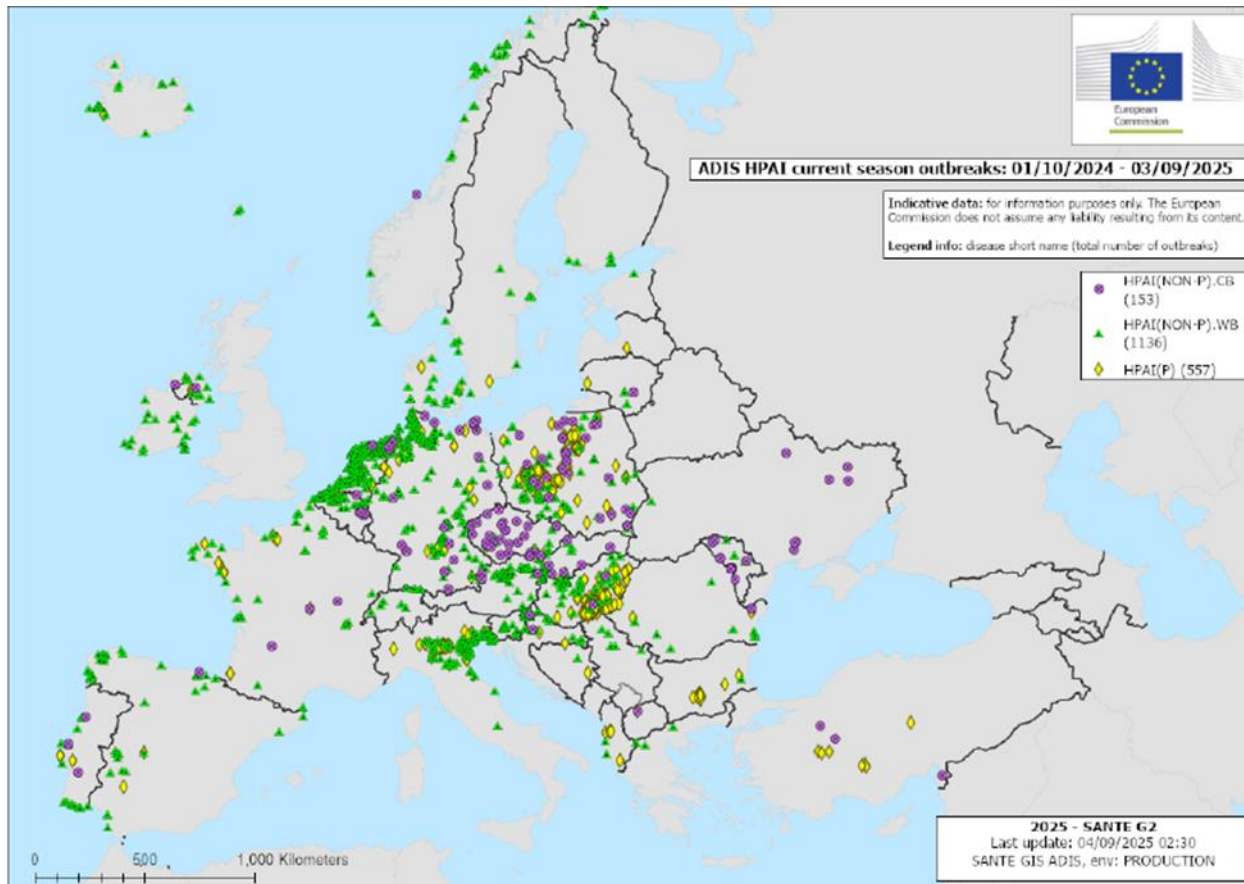 European
Commission
ADIS HPAI current season outbreaks: 01/10/2024 - 03/09/2025
Indicative data: for information purposes only. The European
Commission does not assume any liability resulting from its content.
Legend info: disease short name (total number of outbreaks)
HPAI(NON-P).CB
(153)
HPAI(NON-P).WB
(1136)
HPAI(P) (557)
0 500 1,000 Kilometers
2025 - SANTE G2
Last update: 04/09/2025 02:30
SANTE GIS ADIS, env: PRODUCTION